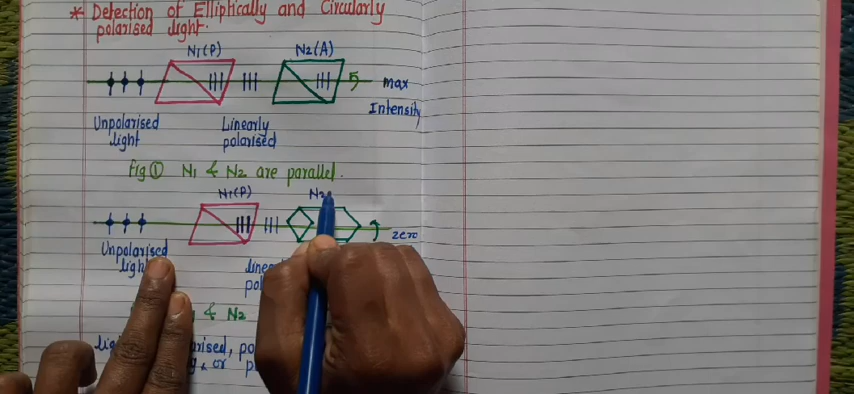 * Detection of Elliptically and Circularly
polarised light.
N1(P) N2(A)
max
Intensity
Unpolarised
light
Linearly
polarised
Fig ① N1 & N2 are parallel.
N1(P) N2
zero
Unpolarised
& N2